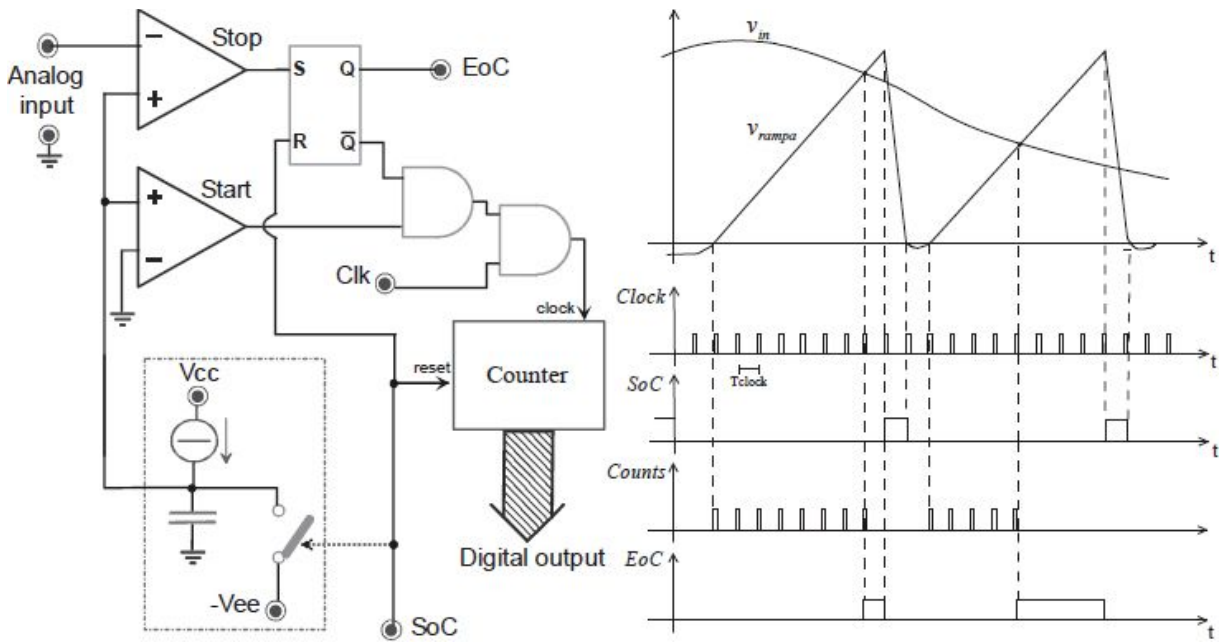 Stop
−
S
Q
EoC
Analog
input
+
R
Q̅
+
Start
−
Clk
clock
reset
Counter
Vcc
Digital output
-Vee
SoC
v_in
v_rampa
t
Clock
Tclock
t
SoC
t
Counts
t
EoC
t